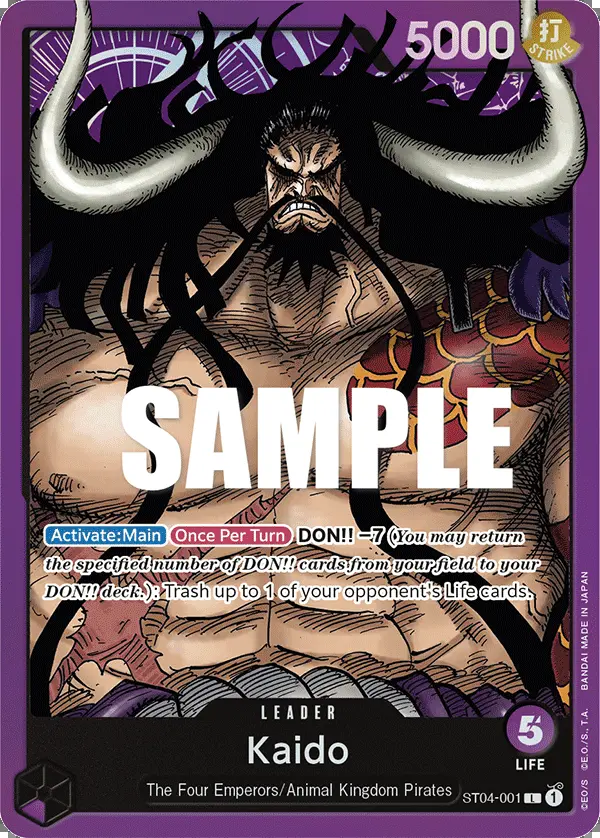 5000 打
STRIKE
SAMPLE
Activate:Main Once Per Turn DON!! −7 (You may return
the specified number of DON!! cards from your field to your
DON!! deck.): Trash up to 1 of your opponent's Life cards.
LEADER
Kaido
5
LIFE
The Four Emperors/Animal Kingdom Pirates
ST04-001 L 1
©EO/S ©E.O./S., T.A. BANDAI MADE IN JAPAN